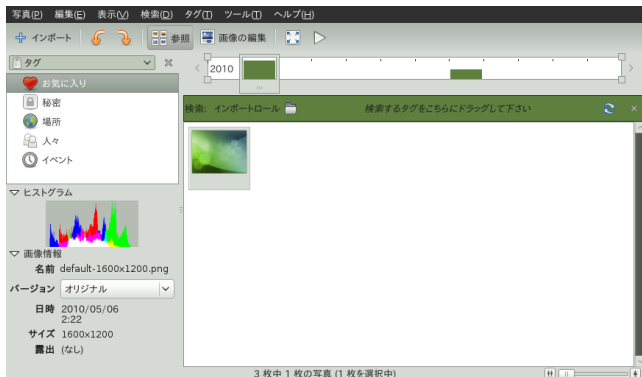 写真(P) 編集(E) 表示(V) 検索(D) タグ(T) ツール(T) ヘルプ(H)
インポート 参照 画像の編集
タグ
2010
お気に入り
秘密
場所
人々
イベント
検索: インポートロール 検索するタグをこちらにドラッグして下さい
ヒストグラム
画像情報
名前 default-1600x1200.png
バージョン オリジナル
日時 2010/05/06
2:22
サイズ 1600x1200
露出 (なし)
3 枚中 1 枚の写真 (1 枚を選択中)